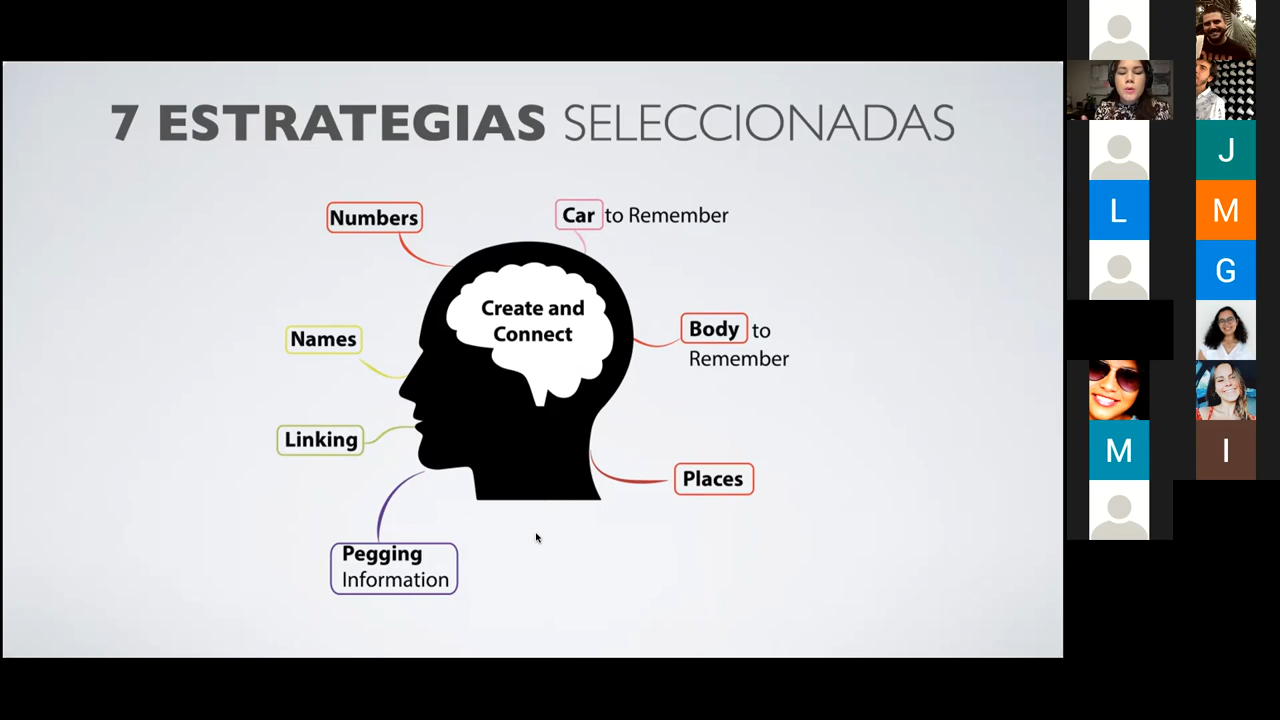 7 ESTRATEGIAS SELECCIONADAS
Numbers
Car to Remember
Create and
Connect
Names
Body to
Remember
Linking
Places
Pegging
Information
J
L
M
G
M
I